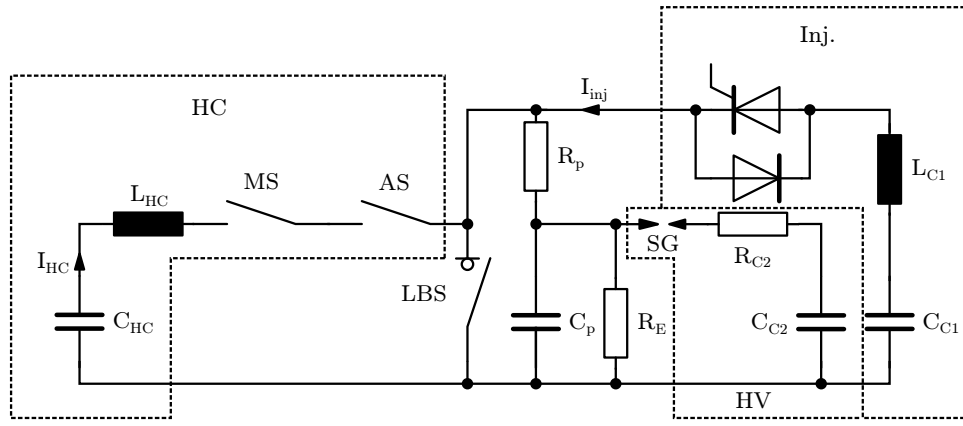 Inj.
HC
I_inj
R_p
L_HC
MS
AS
L_C1
SG
R_C2
I_HC
LBS
C_HC
C_p
R_E
C_C2
C_C1
HV